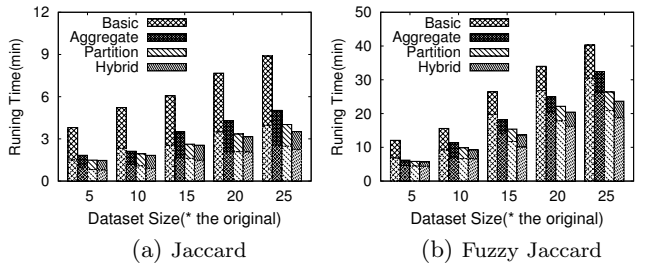 12
9
6
3
0
Runing Time(min)
Basic
Aggregate
Partition
Hybrid
5 10 15 20 25
Dataset Size(* the original)
(a) Jaccard
50
40
30
20
10
0
Runing Time(min)
Basic
Aggregate
Partition
Hybrid
5 10 15 20 25
Dataset Size(* the original)
(b) Fuzzy Jaccard